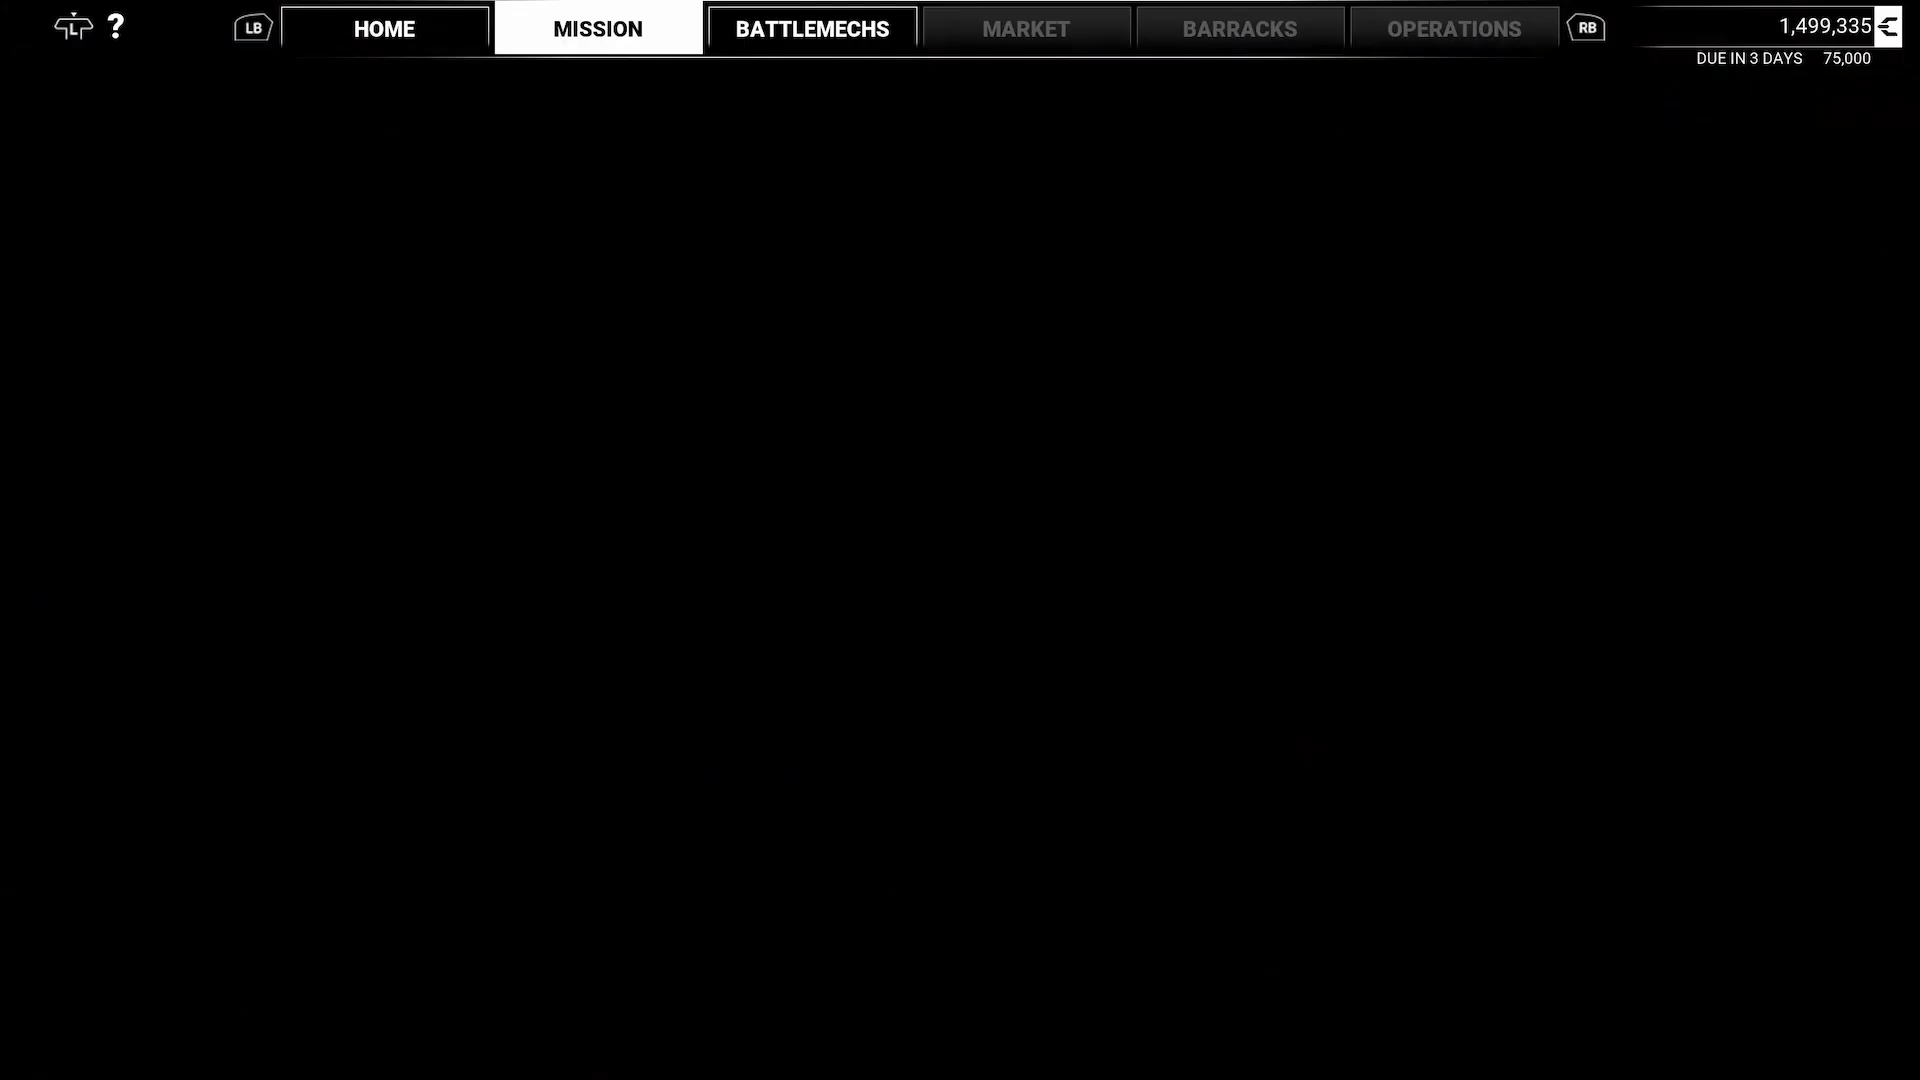 L ? LB HOME MISSION BATTLEMECHS MARKET BARRACKS OPERATIONS RB 1,499,335
DUE IN 3 DAYS 75,000